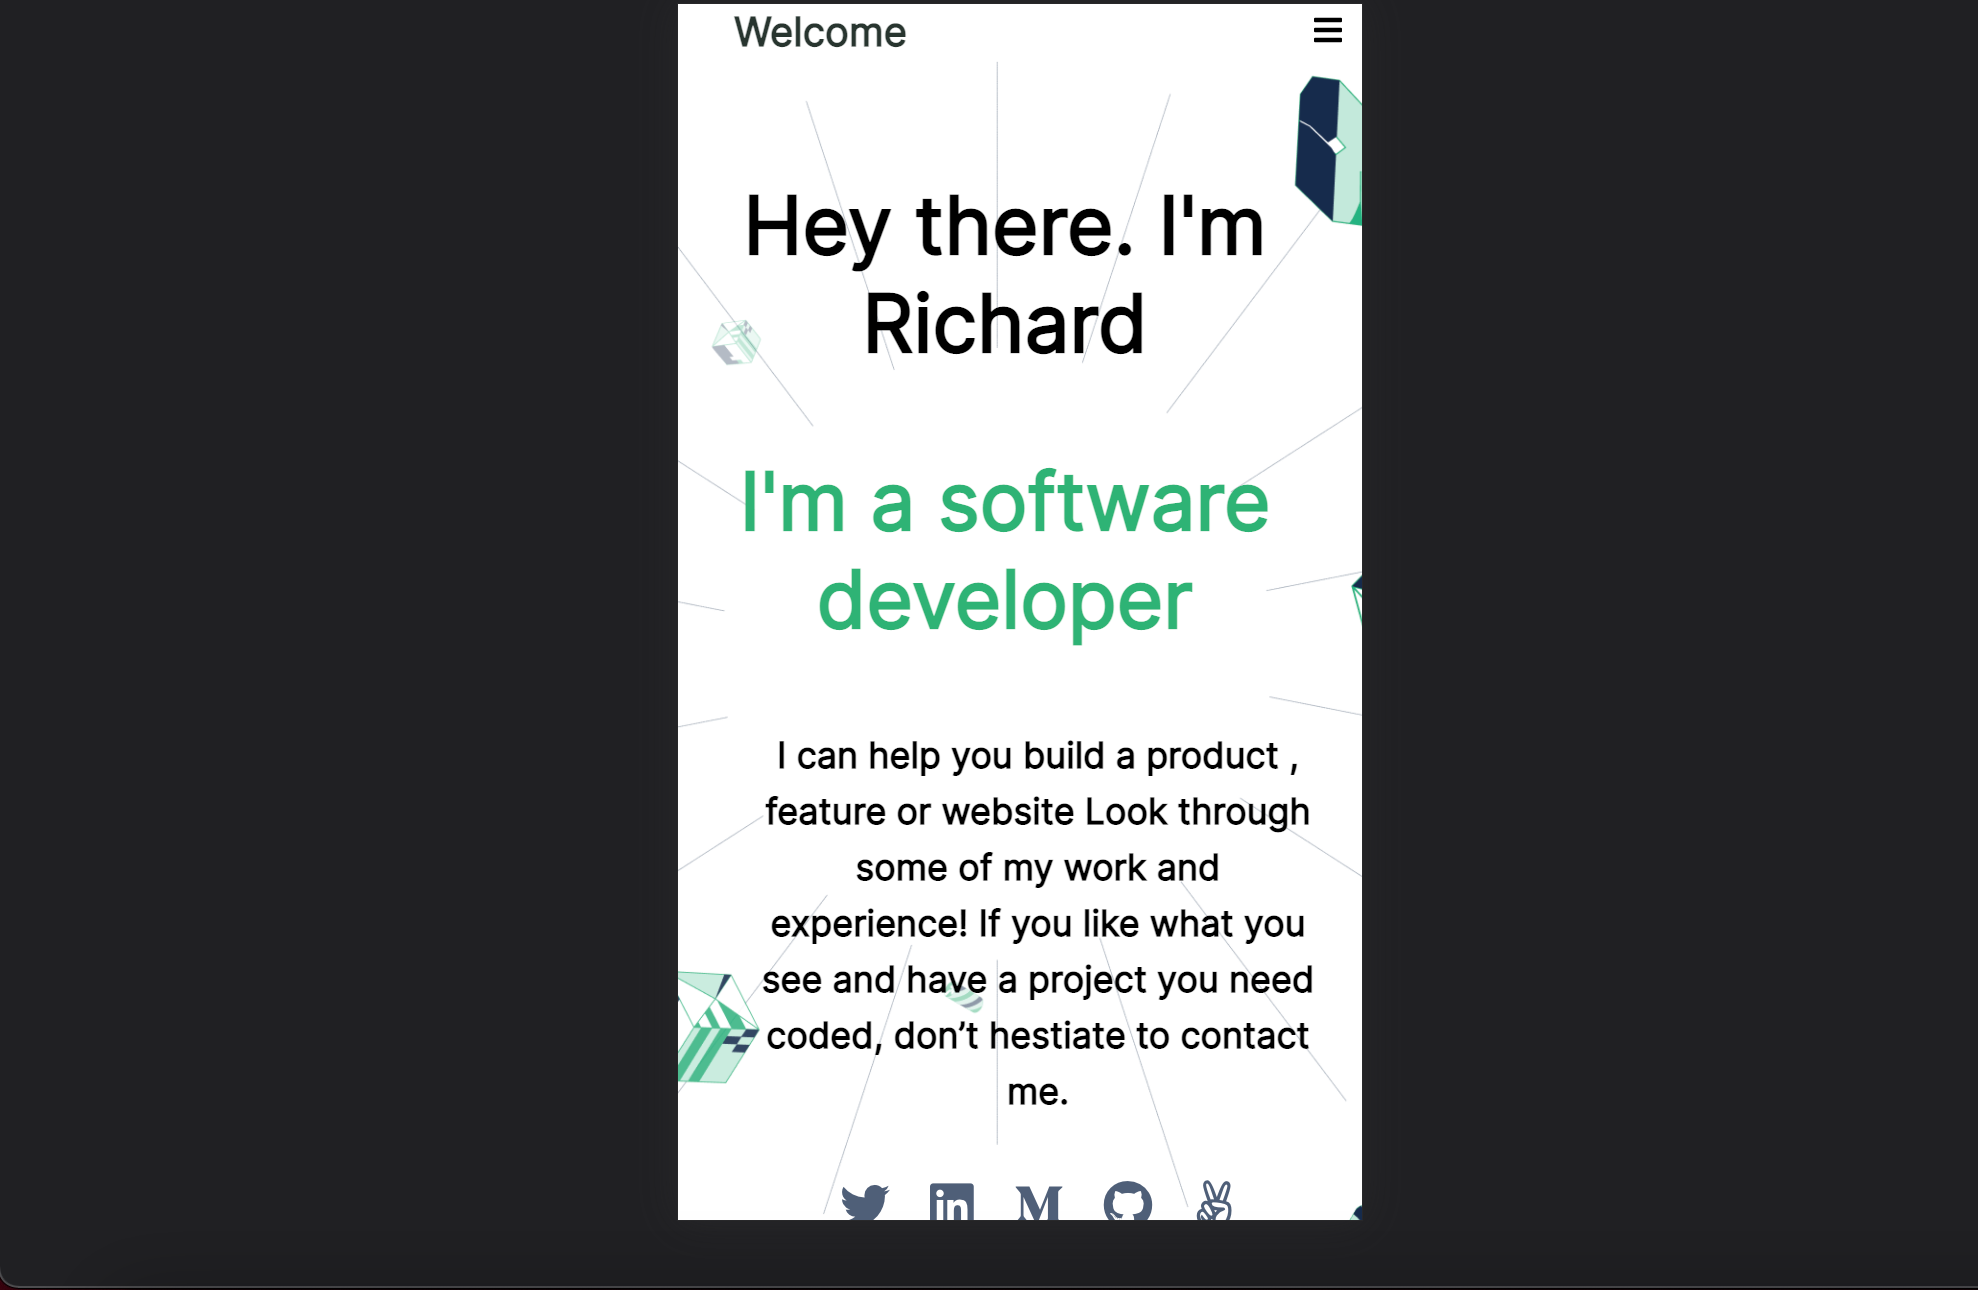 Welcome
Hey there. I'm
Richard
I'm a software
developer
I can help you build a product ,
feature or website Look through
some of my work and
experience! If you like what you
see and have a project you need
coded, don’t hestiate to contact
me.